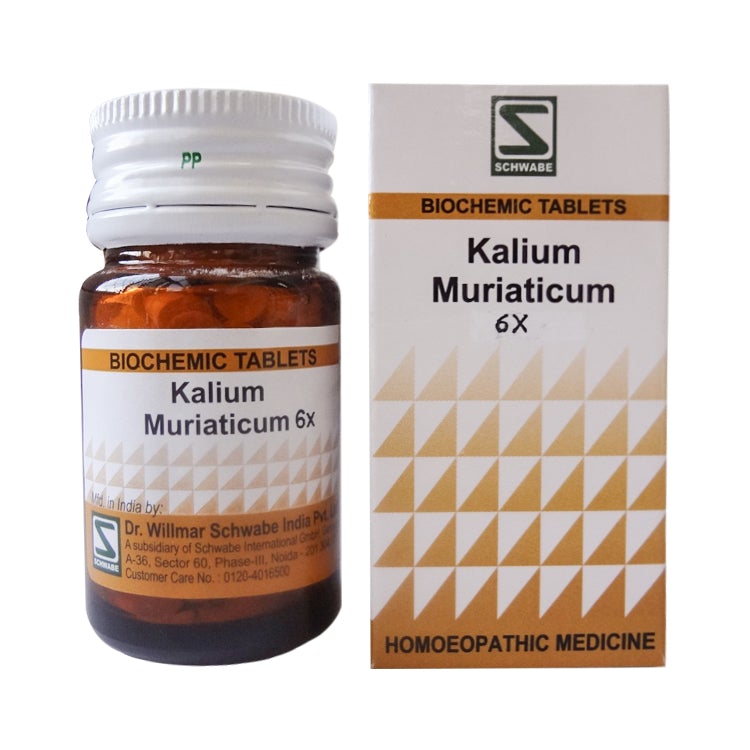 PP
BIOCHEMIC TABLETS
Kalium
Muriaticum 6x
Mfd. in India by:
Dr. Willmar Schwabe India Pvt.
A subsidiary of Schwabe International GmbH,
A-36, Sector 60, Phase-III, Noida - 201 304
Customer Care No. : 0120-4016500
SCHWABE
SCHWABE
BIOCHEMIC TABLETS
Kalium
Muriaticum
6X
HOMOEOPATHIC MEDICINE